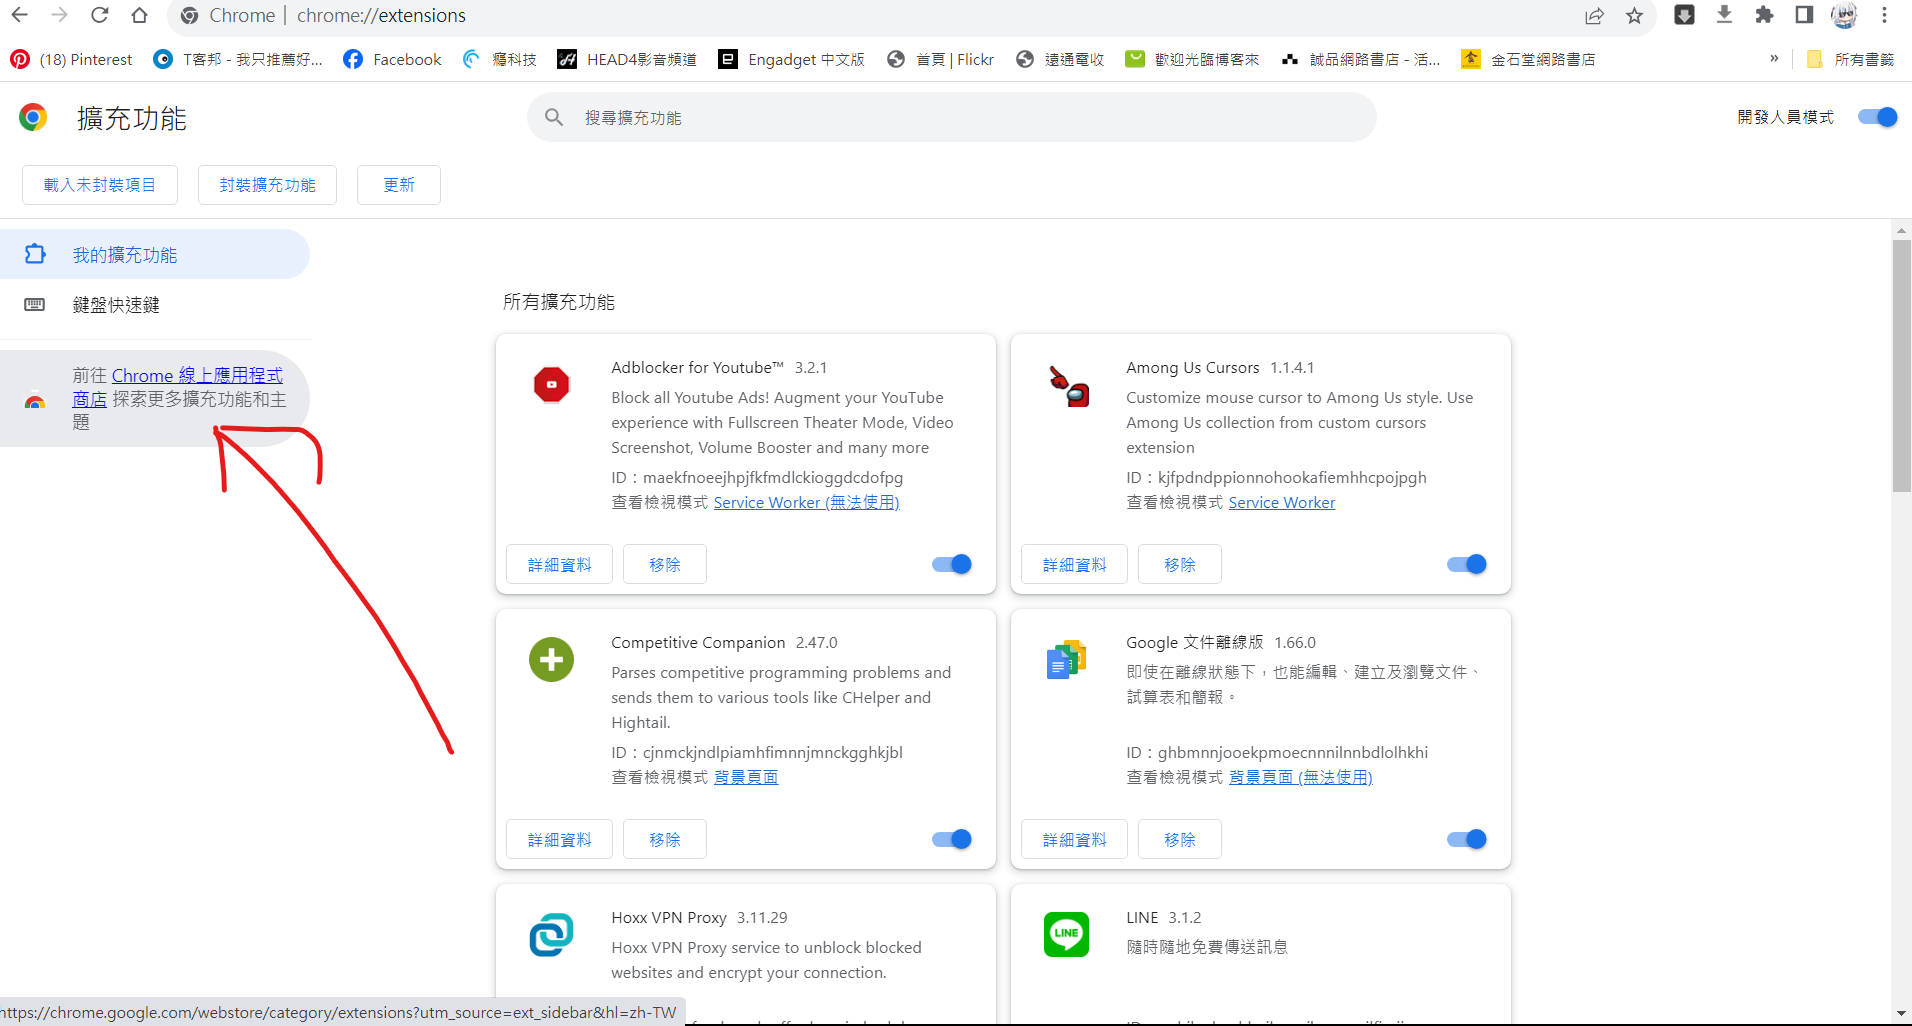 Chrome | chrome://extensions
(18) Pinterest
T客邦 - 我只推薦好...
Facebook
癮科技
HEAD4影音頻道
Engadget 中文版
首頁 | Flickr
遠通電收
歡迎光臨博客來
誠品網路書店 - 活...
金石堂網路書店
»
所有書籤
擴充功能
搜尋擴充功能
開發人員模式
載入未封裝項目
封裝擴充功能
更新
我的擴充功能
鍵盤快速鍵
前往 Chrome 線上應用程式
商店 探索更多擴充功能和主
題
所有擴充功能
Adblocker for Youtube™ 3.2.1
Block all Youtube Ads! Augment your YouTube
experience with Fullscreen Theater Mode, Video
Screenshot, Volume Booster and many more
ID：maekfnoeejhpjfkfmdlckioggdcdofpg
查看檢視模式 Service Worker (無法使用)
詳細資料
移除
Among Us Cursors 1.1.4.1
Customize mouse cursor to Among Us style. Use
Among Us collection from custom cursors
extension
ID：kjfpdndppionnohookafiemhhcpojpgh
查看檢視模式 Service Worker
詳細資料
移除
Competitive Companion 2.47.0
Parses competitive programming problems and
sends them to various tools like CHelper and
Hightail.
ID：cjnmckjndlpiamhfimnnjmnckgghkjbl
查看檢視模式 背景頁面
詳細資料
移除
Google 文件離線版 1.66.0
即使在離線狀態下，也能編輯、建立及瀏覽文件、
試算表和簡報。
ID：ghbmnnjooekpmoecnnnilnnbdlolhkhi
查看檢視模式 背景頁面 (無法使用)
詳細資料
移除
Hoxx VPN Proxy 3.11.29
Hoxx VPN Proxy service to unblock blocked
websites and encrypt your connection.
LINE
LINE 3.1.2
隨時隨地免費傳送訊息
https://chrome.google.com/webstore/category/extensions?utm_source=ext_sidebar&hl=zh-TW